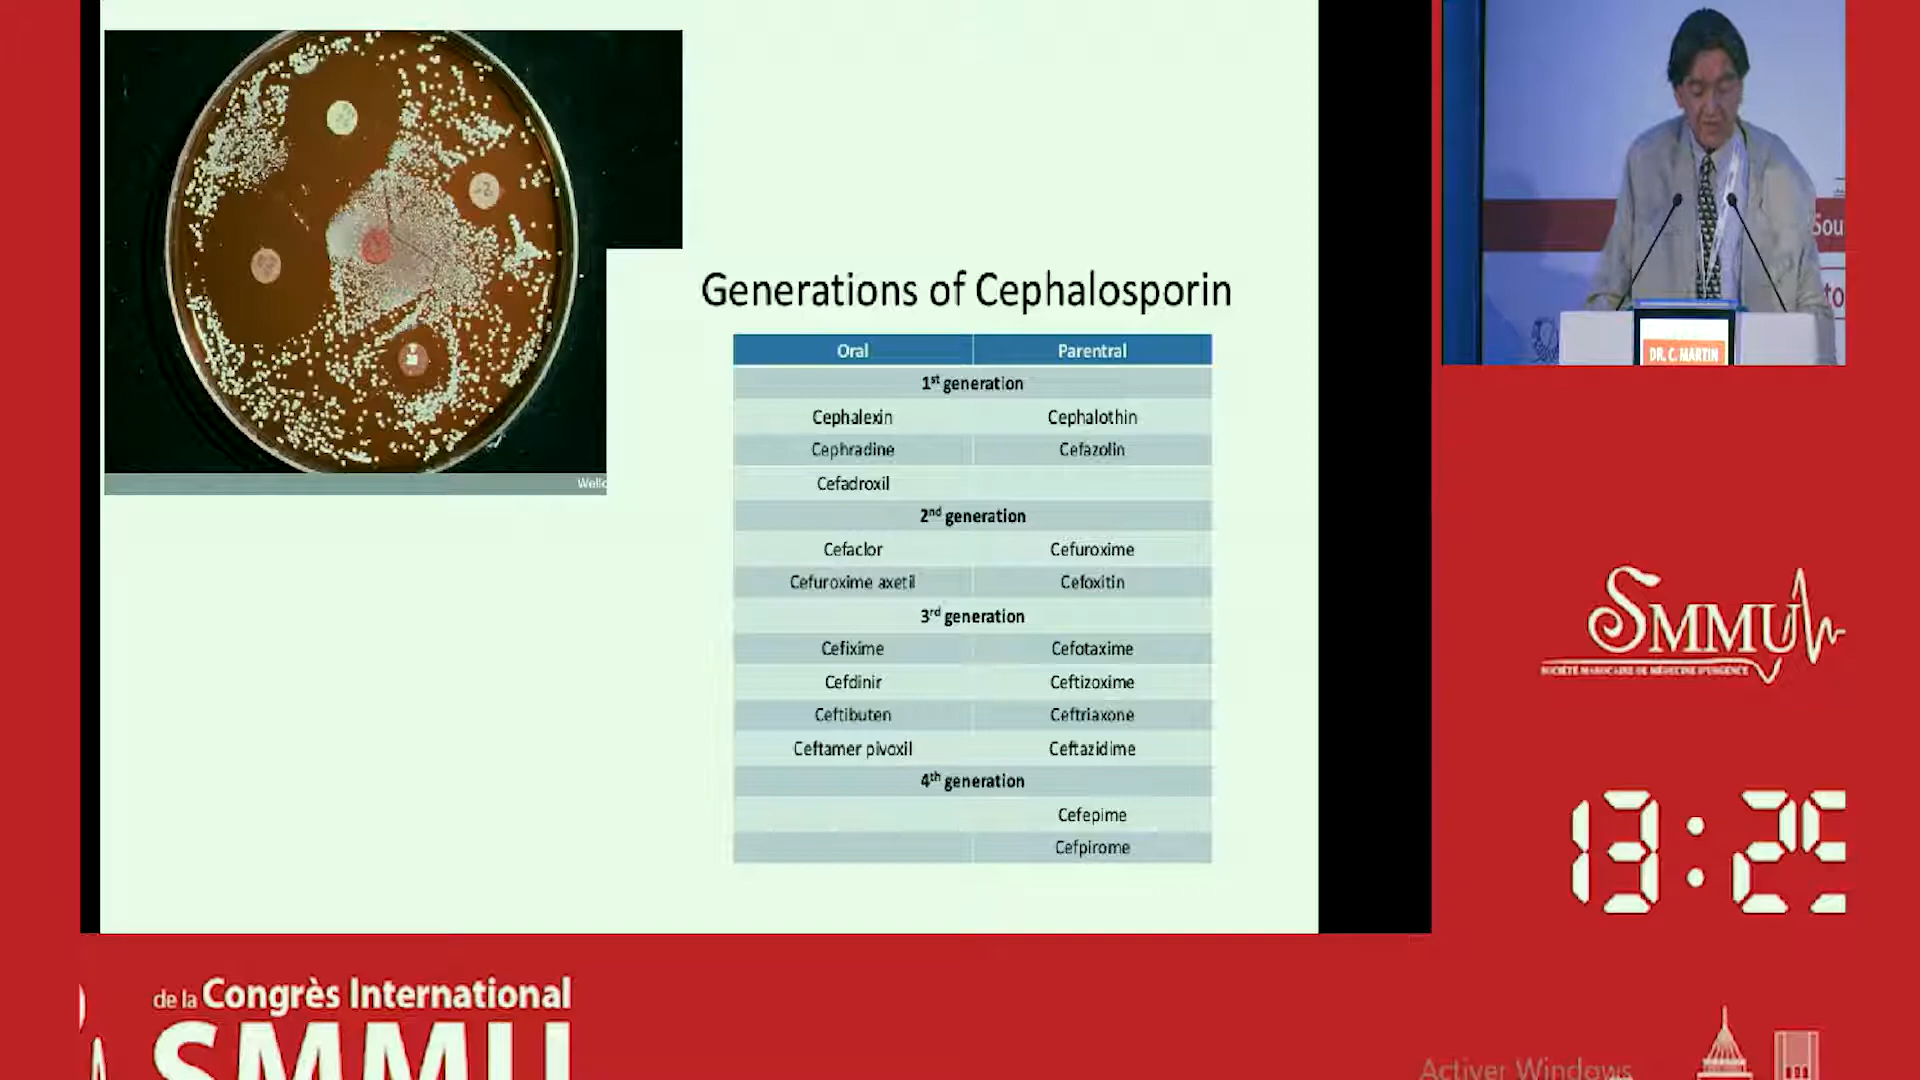 Generations of Cephalosporin
Oral Parentral
1st generation
Cephalexin Cephalothin
Cephradine Cefazolin
Cefadroxil
2nd generation
Cefaclor Cefuroxime
Cefuroxime axetil Cefoxitin
3rd generation
Cefixime Cefotaxime
Cefdinir Ceftizoxime
Ceftibuten Ceftriaxone
Ceftamer pivoxil Ceftazidime
4th generation
Cefepime
Cefpirome
DR. C. MARTIN
SMMU
SOCIÉTÉ MAROCAINE DE MÉDECINE D'URGENCE
13:25
de la Congrès International
SMMU
Activer Windows